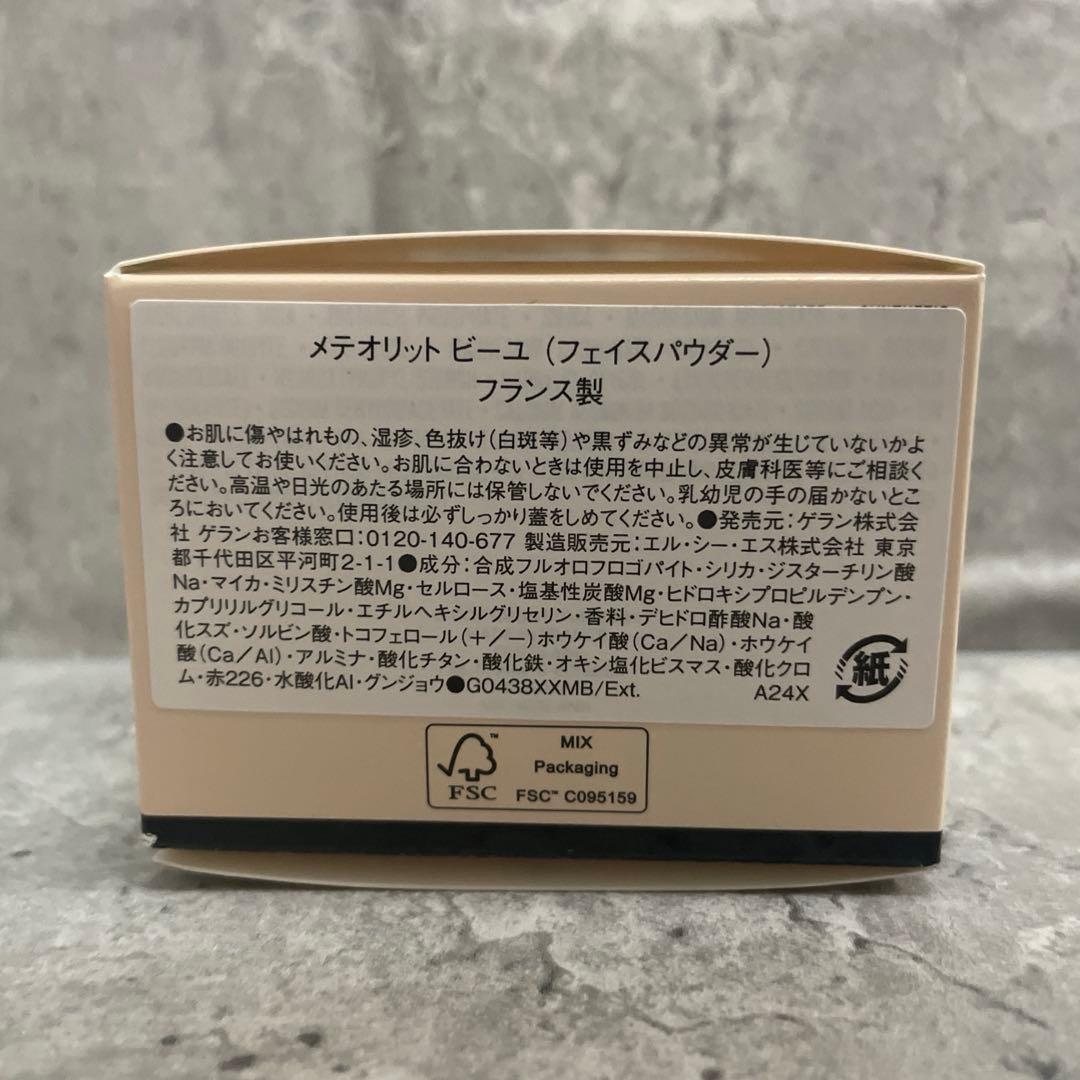 メテオリット ビーユ（フェイスパウダー）
フランス製
●お肌に傷やはれもの、湿疹、色抜け（白斑等）や黒ずみなどの異常が生じていないかよ
く注意してお使いください。お肌に合わないときは使用を中止し、皮膚科医等にご相談く
ださい。高温や日光のあたる場所には保管しないでください。乳幼児の手の届かないとこ
ろにおいてください。使用後は必ずしっかり蓋をしめてください。●発売元：ゲラン株式会
社 ゲランお客様窓口：0120-140-677 製造販売元：エル・シー・エス株式会社 東京
都千代田区平河町2-1-1●成分：合成フルオロフロゴパイト・シリカ・ジステアリン酸
Na・マイカ・ミリスチン酸Mg・セルロース・塩基性炭酸Mg・ヒドロキシプロピルデンプン・
カプリリルグリコール・エチルヘキシルグリセリン・香料・デヒドロ酢酸Na・酸
化スズ・ソルビン酸・トコフェロール（＋／－）ホウケイ酸（Ca／Na）・ホウケイ
酸（Ca／Al）・アルミナ・酸化チタン・酸化鉄・オキシ塩化ビスマス・酸化クロ
ム・赤226・水酸化Al・グンジョウ●G0438XXMB/Ext.
A24X
紙
FSC™
MIX
Packaging
FSC™ C095159